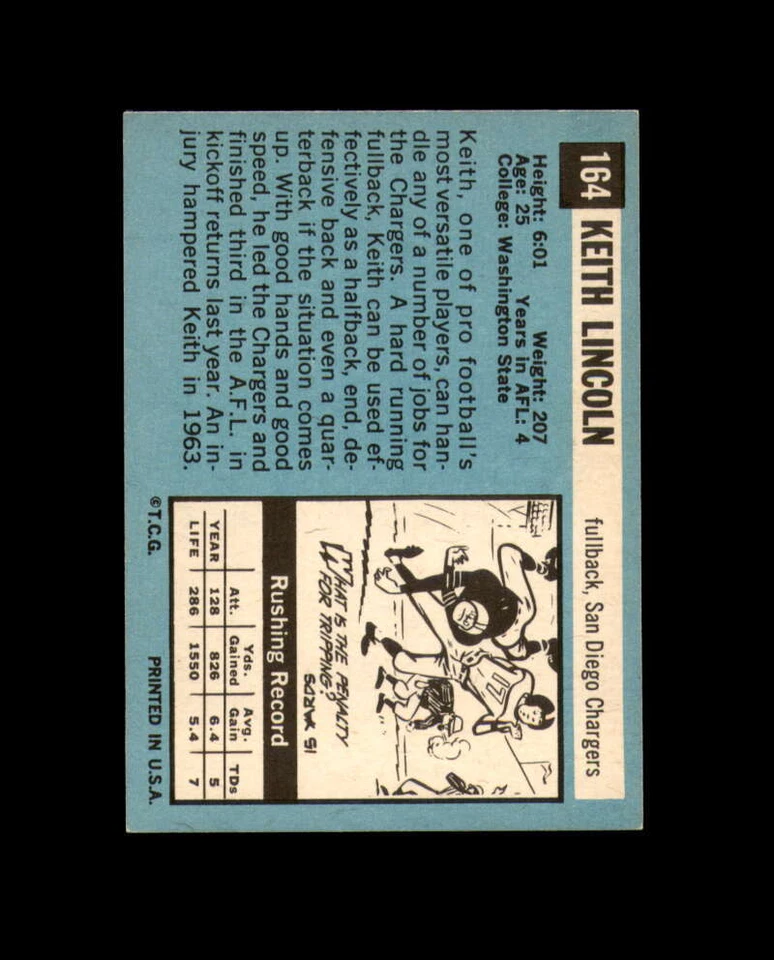 164 KEITH LINCOLN fullback, San Diego Chargers
Height: 6:01 Weight: 207
Age: 25 Years in AFL: 4
College: Washington State
Keith, one of pro football's
most versatile players, can han-
dle any of a number of jobs for
the Chargers. A hard running
fullback, Keith can be used ef-
fectively as a halfback, end, de-
fensive back and even a quar-
terback if the situation comes
up. With good hands and good
speed, he led the Chargers and
finished third in the A.F.L. in
kickoff returns last year. An in-
jury hampered Keith in 1963.
17
WHAT IS THE PENALTY
FOR TRIPPING?
15 YARDS
Rushing Record
Att. Yds. Gained Avg. Gain TDs
YEAR 128 826 6.4 5
LIFE 286 1550 5.4 7
©T.C.G. PRINTED IN U.S.A.